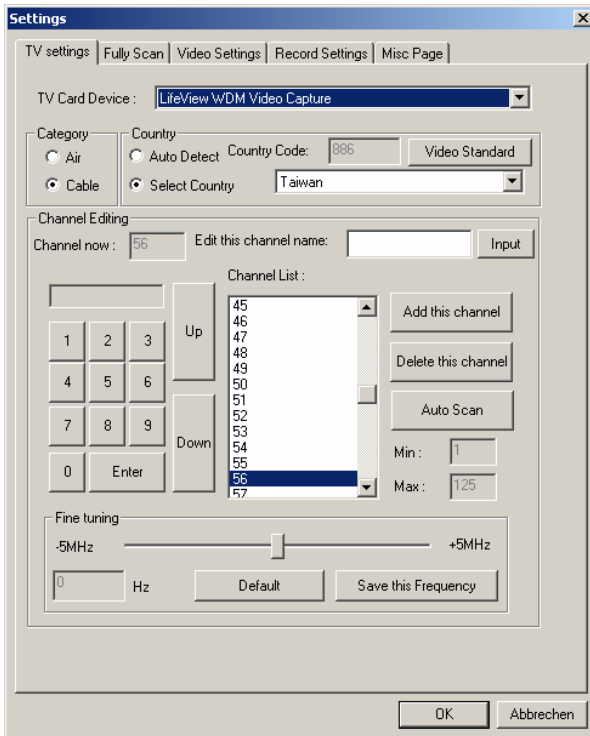 Settings
TV settings Fully Scan Video Settings Record Settings Misc Page
TV Card Device : LifeView WDM Video Capture
Category
Air
Cable
Country
Auto Detect Country Code: 886 Video Standard
Select Country Taiwan
Channel Editing
Channel now : 56 Edit this channel name: Input
Channel List :
1 2 3
4 5 6
7 8 9
0 Enter
Up
Down
45
46
47
48
49
50
51
52
53
54
55
56
57
Add this channel
Delete this channel
Auto Scan
Min : 1
Max : 125
Fine tuning
-5MHz +5MHz
0 Hz Default Save this Frequency
OK Abbrechen